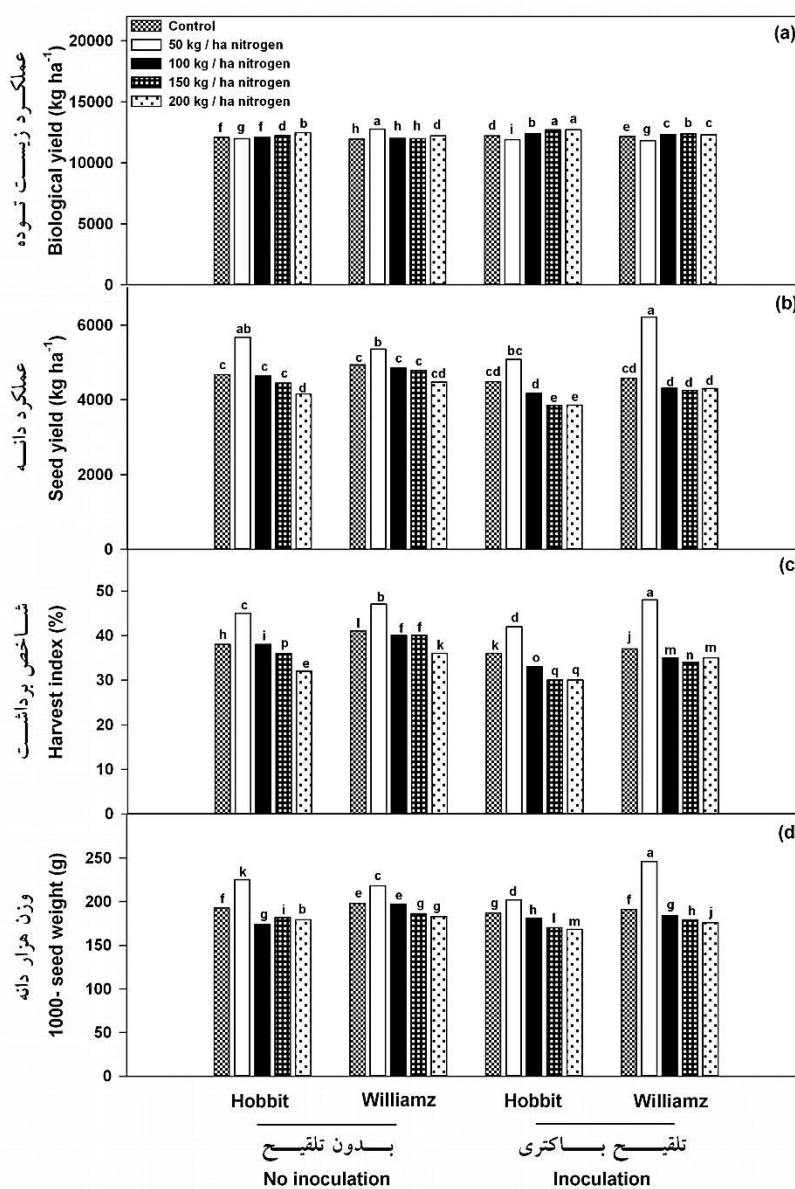 Control
50 kg / ha nitrogen
100 kg / ha nitrogen
150 kg / ha nitrogen
200 kg / ha nitrogen
(a)
عملکرد زیست توده
Biological yield (kg ha-1)
20000
15000
10000
5000
0
f g f d b h a h h d d i b a a e g c b c
(b)
عملکرد دانه
Seed yield (kg ha-1)
6000
4000
2000
0
c ab c c d c b c c cd cd bc d e e cd a d d d
(c)
شاخص برداشت
Harvest index (%)
50
40
30
20
10
0
h c i p e l b f f k k d o q q j a m n m
(d)
وزن هزار دانه
1000- seed weight (g)
250
200
150
100
50
0
f k g i b e c e g g g d h l m f a g h j
Hobbit Williamz Hobbit Williamz
بدون تلقیح تلقیح باکتری
No inoculation Inoculation